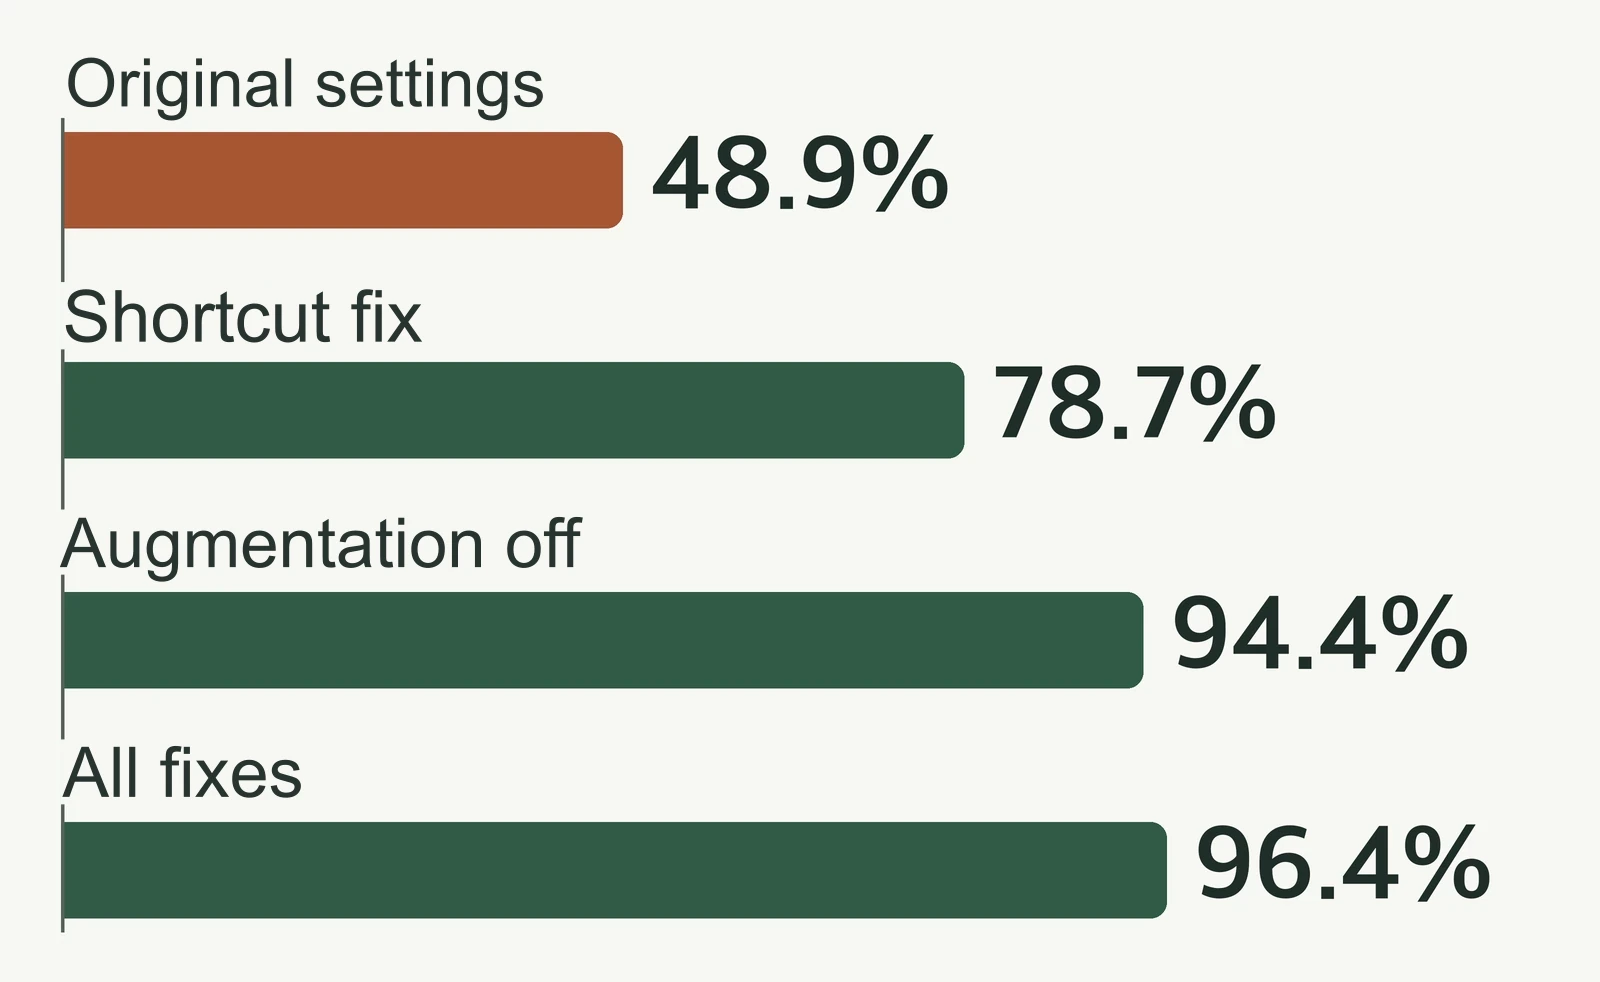 Original settings
48.9%
Shortcut fix
78.7%
Augmentation off
94.4%
All fixes
96.4%